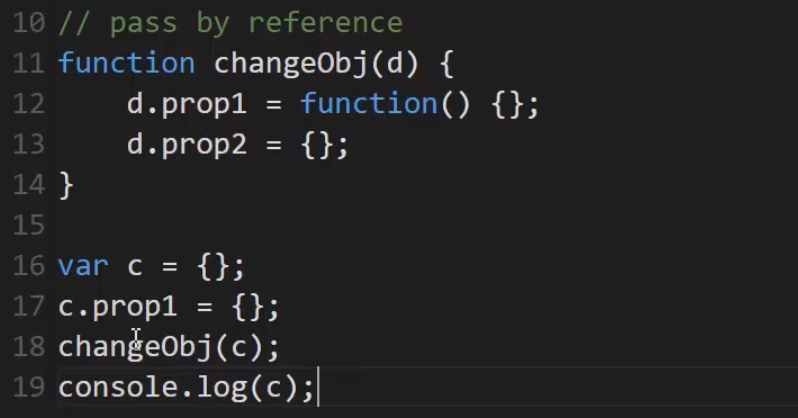 10 // pass by reference
11 function changeObj(d) {
12     d.prop1 = function() {};
13     d.prop2 = {};
14 }
15
16 var c = {};
17 c.prop1 = {};
18 changeObj(c);
19 console.log(c);